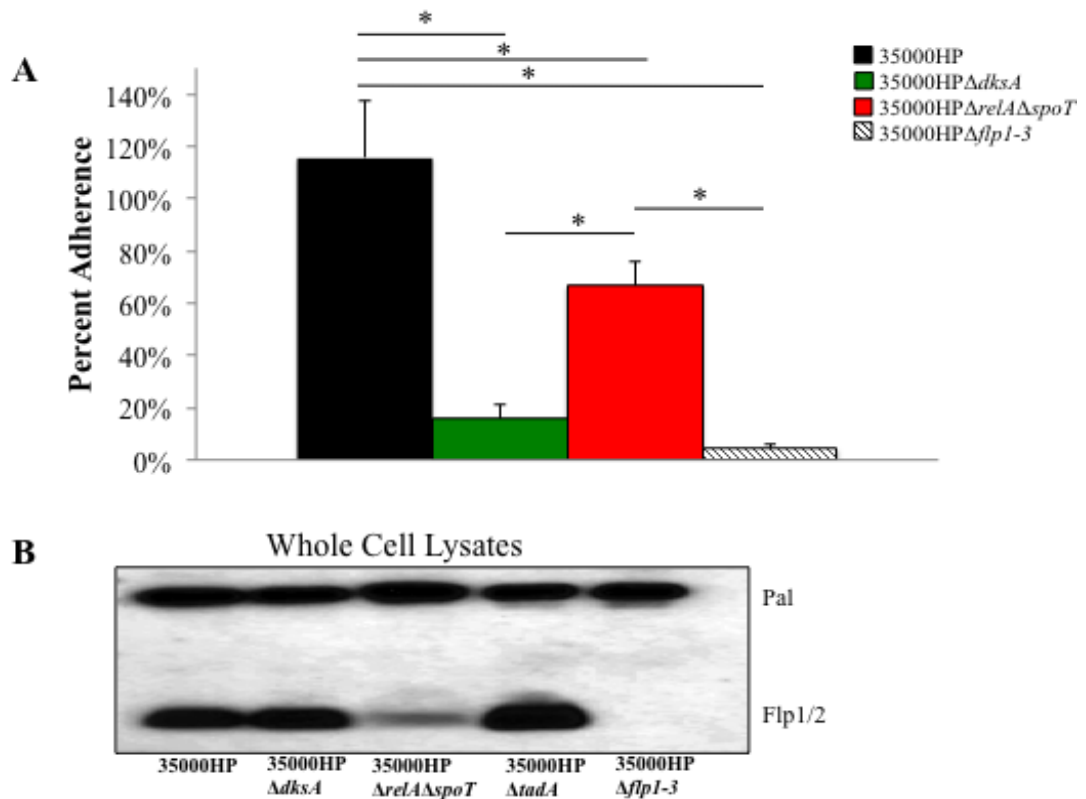 A
*
*
*
*
*
35000HP
35000HPΔdksA
35000HPΔrelAΔspoT
35000HPΔflp1-3
Percent Adherence
140%
120%
100%
80%
60%
40%
20%
0%
B
Whole Cell Lysates
Pal
Flp1/2
35000HP
35000HP ΔdksA
35000HP ΔrelAΔspoT
35000HP ΔtadA
35000HP Δflp1-3